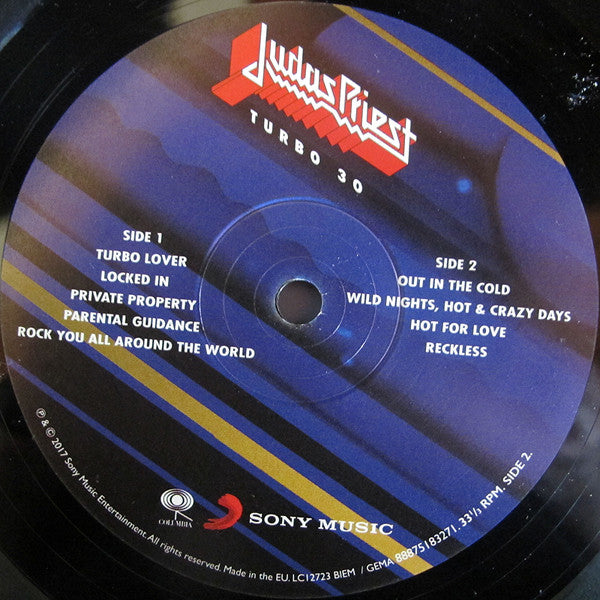 Judas Priest
TURBO 30
SIDE 1
TURBO LOVER
LOCKED IN
PRIVATE PROPERTY
PARENTAL GUIDANCE
ROCK YOU ALL AROUND THE WORLD
SIDE 2
OUT IN THE COLD
WILD NIGHTS, HOT & CRAZY DAYS
HOT FOR LOVE
RECKLESS
COLUMBIA
SONY MUSIC
℗ & © 2017 Sony Music Entertainment. All rights reserved. Made in the EU. LC12723 BIEM / GEMA 88875183271. 33⅓ RPM. SIDE 2.